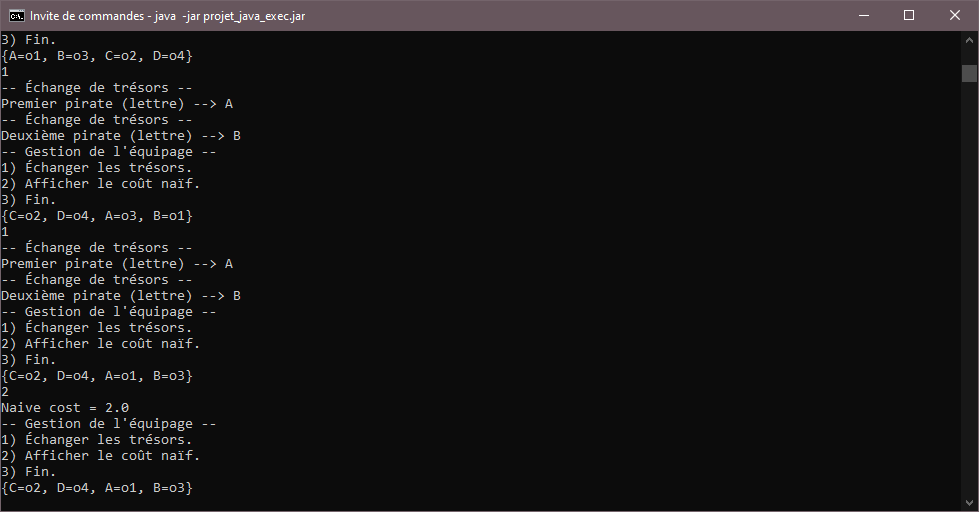 Invite de commandes - java  -jar projet_java_exec.jar
3) Fin.
{A=o1, B=o3, C=o2, D=o4}
1
-- Échange de trésors --
Premier pirate (lettre) --> A
-- Échange de trésors --
Deuxième pirate (lettre) --> B
-- Gestion de l'équipage --
1) Échanger les trésors.
2) Afficher le coût naïf.
3) Fin.
{C=o2, D=o4, A=o3, B=o1}
1
-- Échange de trésors --
Premier pirate (lettre) --> A
-- Échange de trésors --
Deuxième pirate (lettre) --> B
-- Gestion de l'équipage --
1) Échanger les trésors.
2) Afficher le coût naïf.
3) Fin.
{C=o2, D=o4, A=o1, B=o3}
2
Naive cost = 2.0
-- Gestion de l'équipage --
1) Échanger les trésors.
2) Afficher le coût naïf.
3) Fin.
{C=o2, D=o4, A=o1, B=o3}